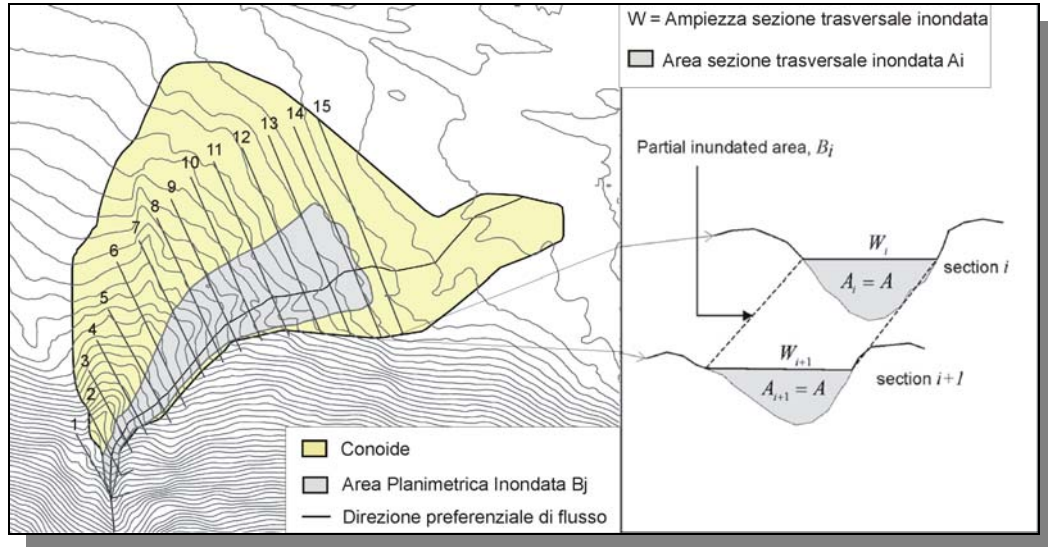 1
2
3
4
5
6
7
8
9
10
11
12
13
14
15
Conoide
Area Planimetrica Inondata Bj
Direzione preferenziale di flusso
W = Ampiezza sezione trasversale inondata
Area sezione trasversale inondata Ai
Partial inundated area, Bi
Wi
section i
Ai = A
Wi+1
section i+1
Ai+1 = A